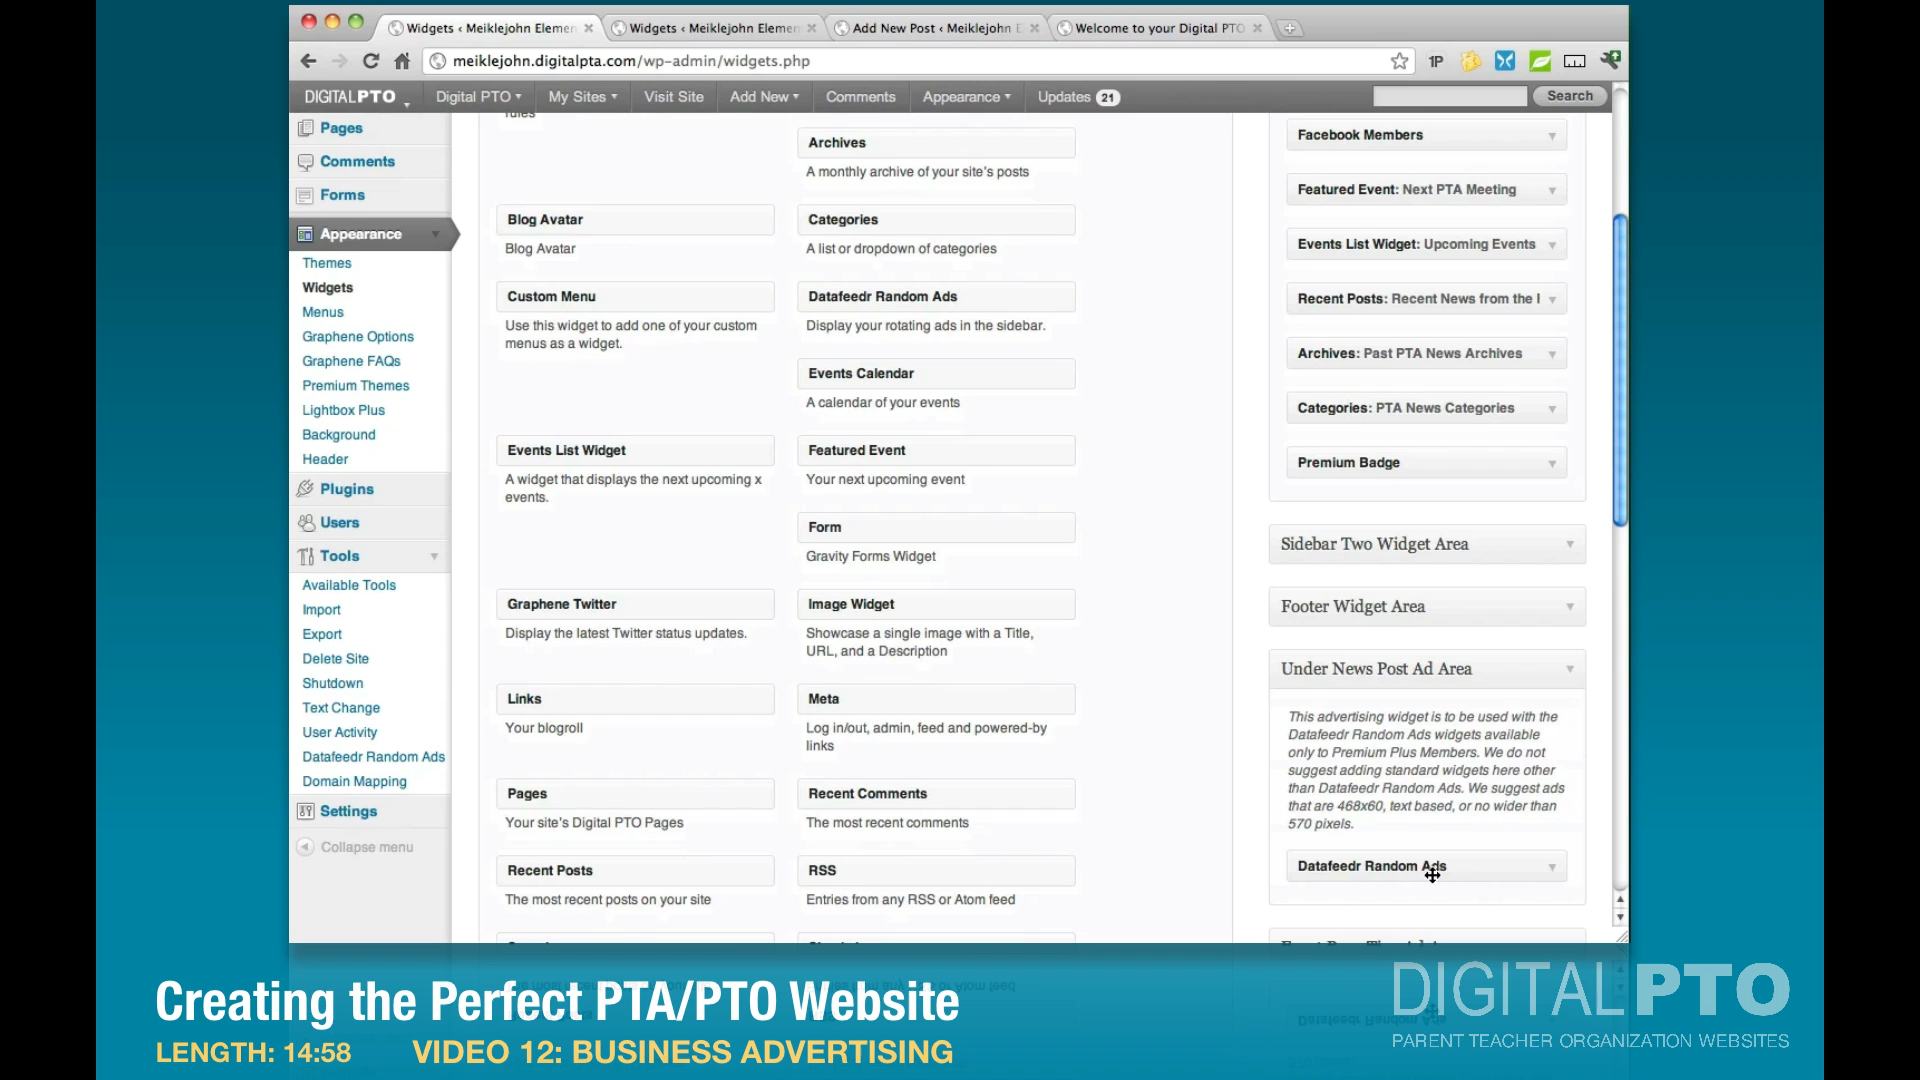 Widgets ‹ Meiklejohn Elemen
Widgets ‹ Meiklejohn Elemen
Add New Post ‹ Meiklejohn E
Welcome to your Digital PTO
meiklejohn.digitalpta.com/wp-admin/widgets.php
1P
DIGITALPTO
Digital PTO
My Sites
Visit Site
Add New
Comments
Appearance
Updates 21
Search
Pages
Comments
Forms
Appearance
Themes
Widgets
Menus
Graphene Options
Graphene FAQs
Premium Themes
Lightbox Plus
Background
Header
Plugins
Users
Tools
Available Tools
Import
Export
Delete Site
Shutdown
Text Change
User Activity
Datafeedr Random Ads
Domain Mapping
Settings
Collapse menu
rules
Archives
A monthly archive of your site's posts
Blog Avatar
Blog Avatar
Categories
A list or dropdown of categories
Custom Menu
Use this widget to add one of your custom
menus as a widget.
Datafeedr Random Ads
Display your rotating ads in the sidebar.
Events Calendar
A calendar of your events
Events List Widget
A widget that displays the next upcoming x
events.
Featured Event
Your next upcoming event
Form
Gravity Forms Widget
Graphene Twitter
Display the latest Twitter status updates.
Image Widget
Showcase a single image with a Title,
URL, and a Description
Links
Your blogroll
Meta
Log in/out, admin, feed and powered-by
links
Pages
Your site's Digital PTO Pages
Recent Comments
The most recent comments
Recent Posts
The most recent posts on your site
RSS
Entries from any RSS or Atom feed
Facebook Members
Featured Event: Next PTA Meeting
Events List Widget: Upcoming Events
Recent Posts: Recent News from the
Archives: Past PTA News Archives
Categories: PTA News Categories
Premium Badge
Sidebar Two Widget Area
Footer Widget Area
Under News Post Ad Area
This advertising widget is to be used with the
Datafeedr Random Ads widgets available
only to Premium Plus Members. We do not
suggest adding standard widgets here other
than Datafeedr Random Ads. We suggest ads
that are 468x60, text based, or no wider than
570 pixels.
Datafeedr Random Ads
Creating the Perfect PTA/PTO Website
LENGTH: 14:58 VIDEO 12: BUSINESS ADVERTISING
DIGITALPTO
PARENT TEACHER ORGANIZATION WEBSITES